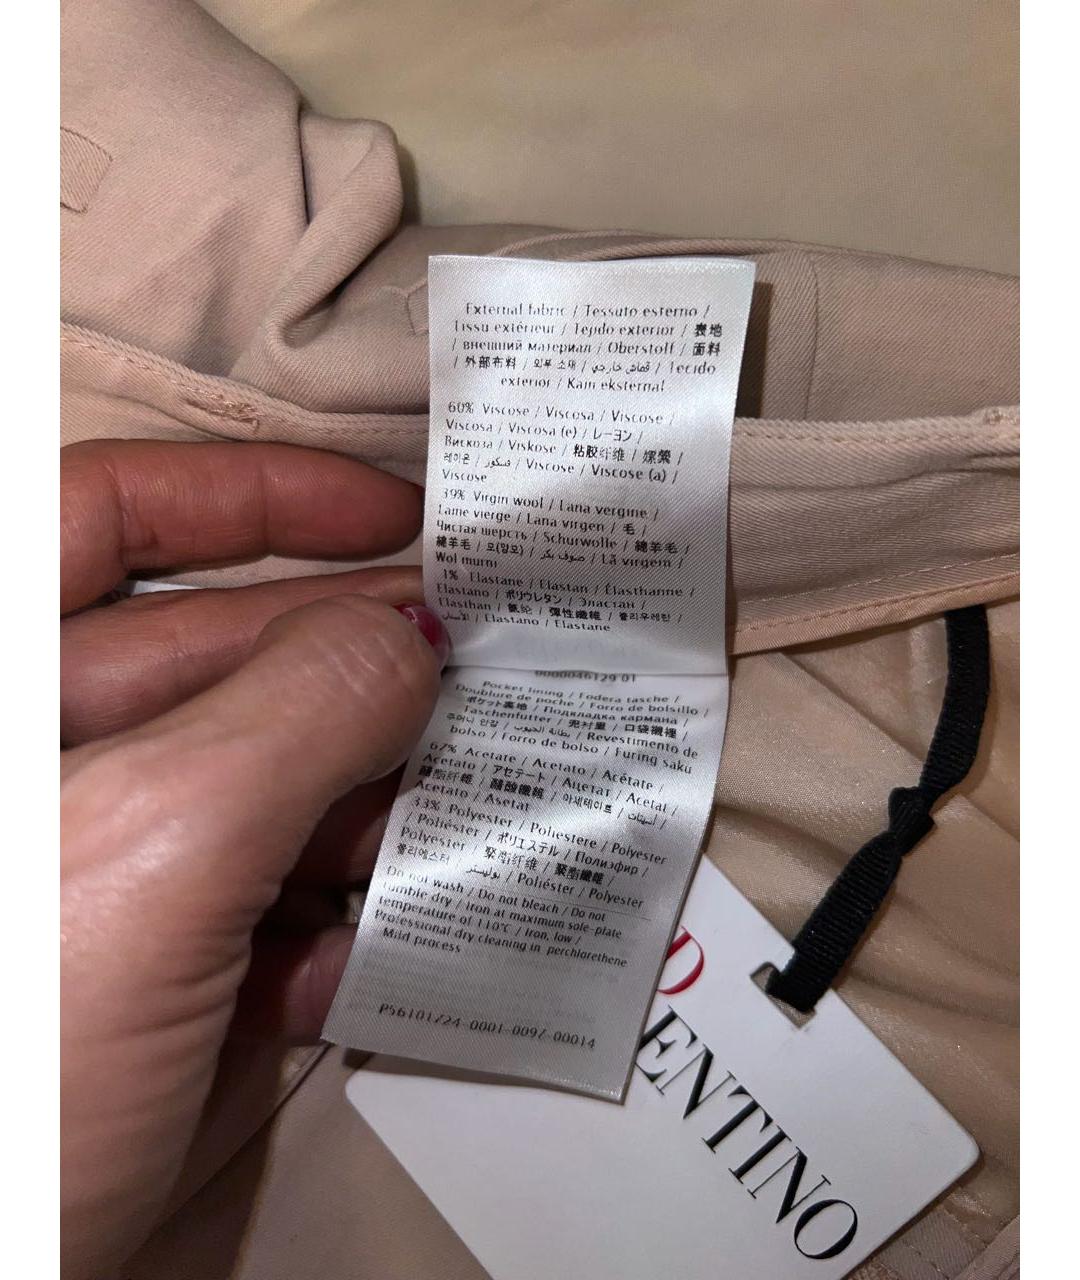 External fabric / Tessuto esterno /
Tissu extérieur / Tejido exterior / 表地
/ внешний материал / Oberstoff / 面料
/ 外部布料 / 외부 소재 / قماش خارجي / Tecido
exterior / Kain eksternal
60% Viscose / Viscosa / Viscose /
Viscosa / Viscosa (e) / レーヨン /
Вискоза / Viskose / 粘胶纤维 / 嫘縈 /
레이온 / فسكوز / Viscose / Viscose (a) /
Viscose
39% Virgin wool / Lana vergine /
Laine vierge / Lana virgen / 毛 /
Чистая шерсть / Schurwolle / 綿羊毛 /
綿羊毛 / 모(양모) / صوف بكر / Lã virgem /
Wol murni
1% Elastane / Elastan / Élasthanne /
Elastano / ポリウレタン / Эластан /
Elasthan / 氨纶 / 彈性纖維 / 폴리우레탄 /
/ Elastano / Elastane
0000046129 01
Pocket lining / Fodera tasche /
Doublure de poche / Forro de bolsillo /
ポケット裏地 / Подкладка кармана /
Taschenfutter / 兜衬里 / 口袋襯裡 /
주머니 안감 / بطانة الجيوب / Revestimento de
bolso / Forro de bolso / Furing saku
67% Acetate / Acetato / Acétate /
Acetato / アセテート / Ацетат / Acetat /
醋酯纤维 / 醋酸纖維 / 아세테이트 / أسيتات /
Acetato / Asetat
33% Polyester / Poliestere / Polyester
/ Poliéster / ポリエステル / Полиэфир /
Polyester / 聚酯纤维 / 聚酯纖維 /
폴리에스터 / بوليستر / Poliéster / Polyester
Do not wash / Do not bleach / Do not
tumble dry / Iron at maximum sole-plate
temperature of 110℃ / Iron, low /
Professional dry cleaning in perchlorethene
Mild process
P56101724-0001-0097-00014
D
ENTINO